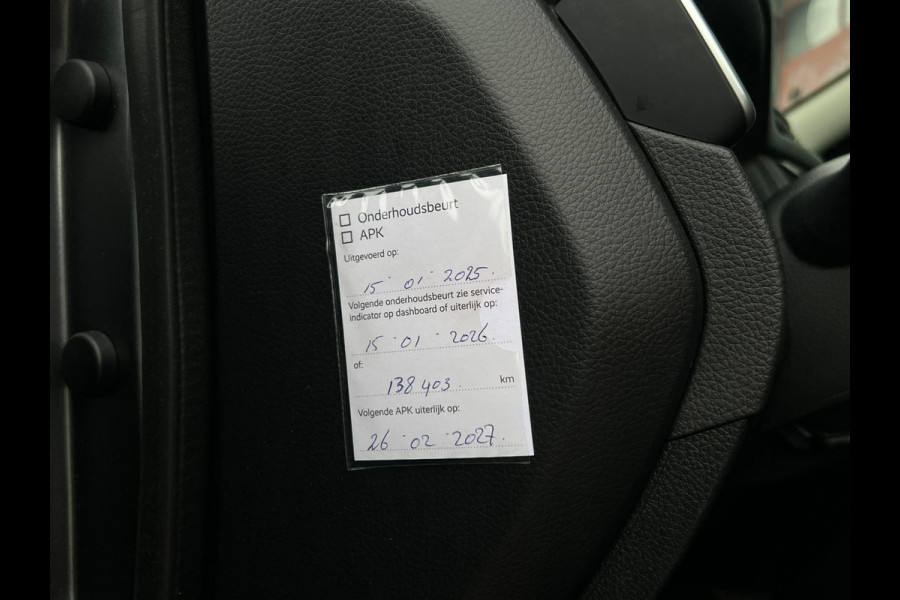 ☐ Onderhoudsbeurt
☐ APK
Uitgevoerd op:
15 - 01 - 2025.
Volgende onderhoudsbeurt zie service-
indicator op dashboard of uiterlijk op:
15 - 01 - 2026.
of:
138 403. km
Volgende APK uiterlijk op:
26 - 02 - 2027.